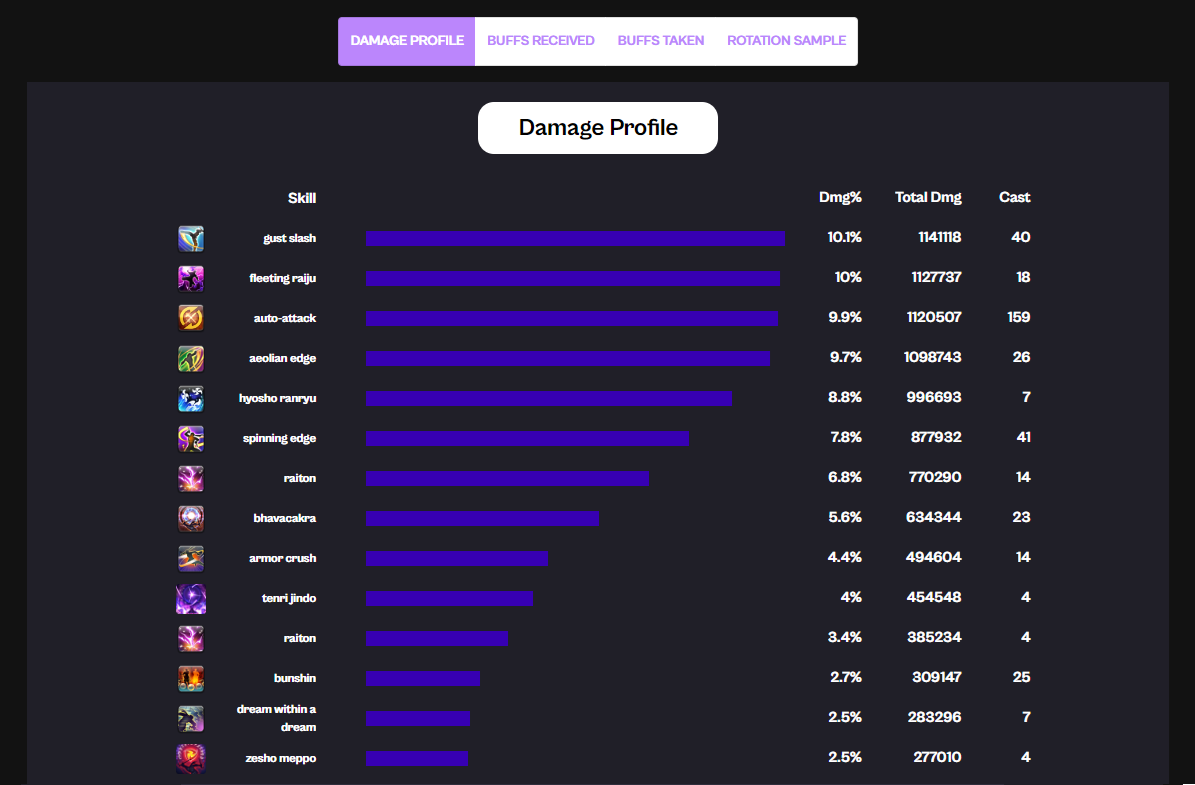 DAMAGE PROFILE BUFFS RECEIVED BUFFS TAKEN ROTATION SAMPLE
Damage Profile
Skill Dmg% Total Dmg Cast
gust slash 10.1% 1141118 40
fleeting raiju 10% 1127737 18
auto-attack 9.9% 1120507 159
aeolian edge 9.7% 1098743 26
hyosho ranryu 8.8% 996693 7
spinning edge 7.8% 877932 41
raiton 6.8% 770290 14
bhavacakra 5.6% 634344 23
armor crush 4.4% 494604 14
tenri jindo 4% 454548 4
raiton 3.4% 385234 4
bunshin 2.7% 309147 25
dream within a
dream 2.5% 283296 7
zesho meppo 2.5% 277010 4